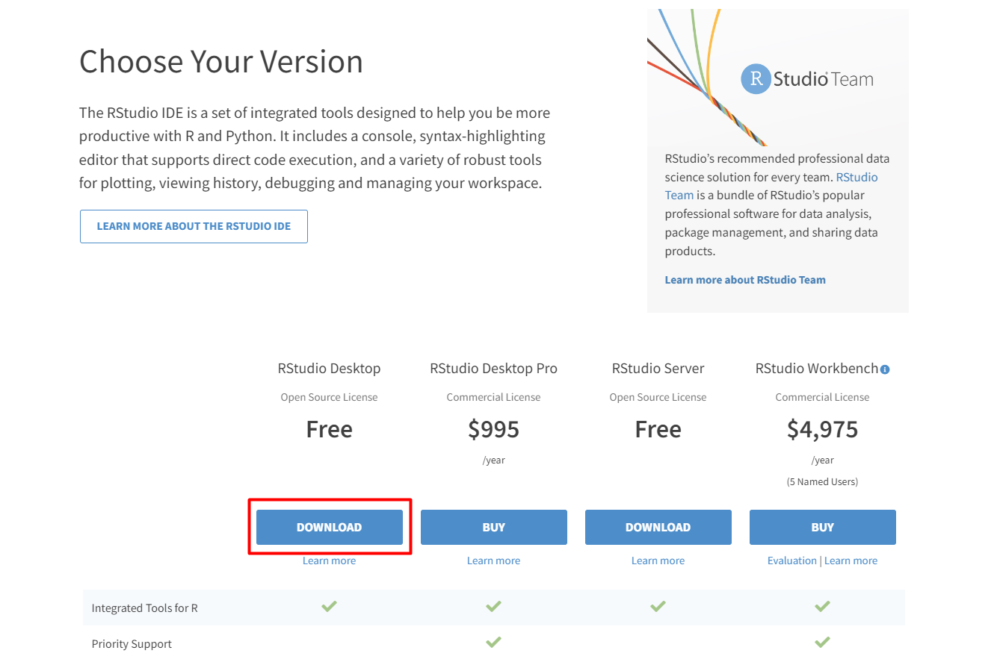 Choose Your Version
The RStudio IDE is a set of integrated tools designed to help you be more
productive with R and Python. It includes a console, syntax-highlighting
editor that supports direct code execution, and a variety of robust tools
for plotting, viewing history, debugging and managing your workspace.
LEARN MORE ABOUT THE RSTUDIO IDE
R Studio® Team
RStudio’s recommended professional data
science solution for every team. RStudio
Team is a bundle of RStudio’s popular
professional software for data analysis,
package management, and sharing data
products.
Learn more about RStudio Team
RStudio Desktop RStudio Desktop Pro RStudio Server RStudio Workbench
Open Source License Commercial License Open Source License Commercial License
Free $995 Free $4,975
/year /year
(5 Named Users)
DOWNLOAD BUY DOWNLOAD BUY
Learn more Learn more Learn more Evaluation | Learn more
Integrated Tools for R
Priority Support